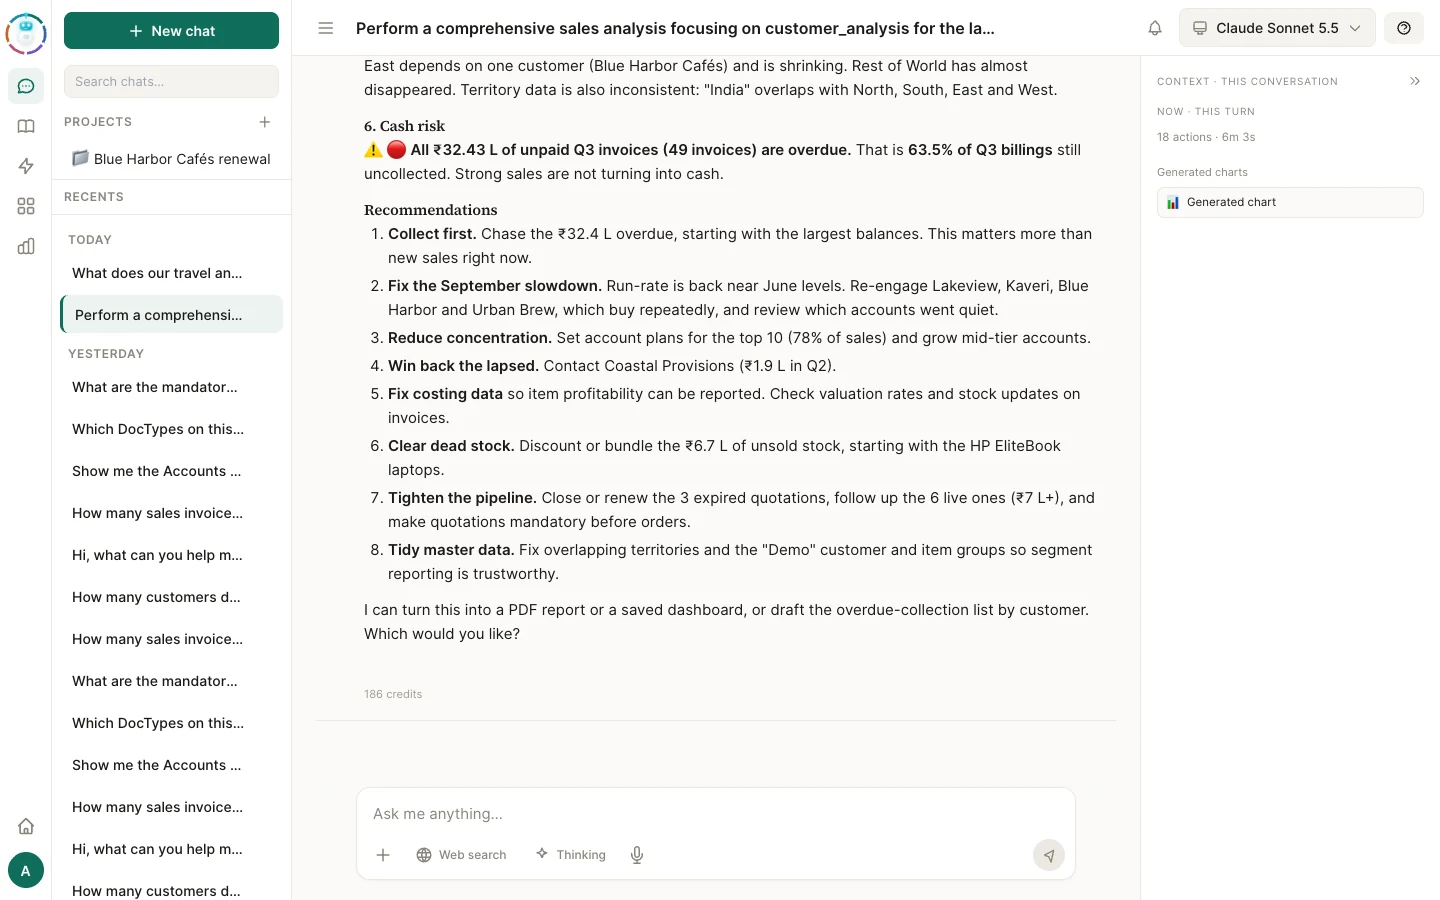 New chat
Search chats...
PROJECTS
Blue Harbor Cafés renewal
RECENTS
TODAY
What does our travel an...
Perform a comprehensi...
YESTERDAY
What are the mandator...
Which DocTypes on this...
Show me the Accounts ...
How many sales invoice...
Hi, what can you help m...
How many customers d...
How many sales invoice...
What are the mandator...
Which DocTypes on this...
Show me the Accounts ...
How many sales invoice...
Hi, what can you help m...
How many customers d...
A
Perform a comprehensive sales analysis focusing on customer_analysis for the la...
Claude Sonnet 5.5
East depends on one customer (Blue Harbor Cafés) and is shrinking. Rest of World has almost
disappeared. Territory data is also inconsistent: "India" overlaps with North, South, East and West.
6. Cash risk
⚠️ 🔴 All ₹32.43 L of unpaid Q3 invoices (49 invoices) are overdue. That is 63.5% of Q3 billings still
uncollected. Strong sales are not turning into cash.
Recommendations
1. Collect first. Chase the ₹32.4 L overdue, starting with the largest balances. This matters more than
new sales right now.
2. Fix the September slowdown. Run-rate is back near June levels. Re-engage Lakeview, Kaveri, Blue
Harbor and Urban Brew, which buy repeatedly, and review which accounts went quiet.
3. Reduce concentration. Set account plans for the top 10 (78% of sales) and grow mid-tier accounts.
4. Win back the lapsed. Contact Coastal Provisions (₹1.9 L in Q2).
5. Fix costing data so item profitability can be reported. Check valuation rates and stock updates on
invoices.
6. Clear dead stock. Discount or bundle the ₹6.7 L of unsold stock, starting with the HP EliteBook
laptops.
7. Tighten the pipeline. Close or renew the 3 expired quotations, follow up the 6 live ones (₹7 L+), and
make quotations mandatory before orders.
8. Tidy master data. Fix overlapping territories and the "Demo" customer and item groups so segment
reporting is trustworthy.
I can turn this into a PDF report or a saved dashboard, or draft the overdue-collection list by customer.
Which would you like?
186 credits
Ask me anything...
Web search
Thinking
CONTEXT · THIS CONVERSATION
NOW · THIS TURN
18 actions · 6m 3s
Generated charts
Generated chart